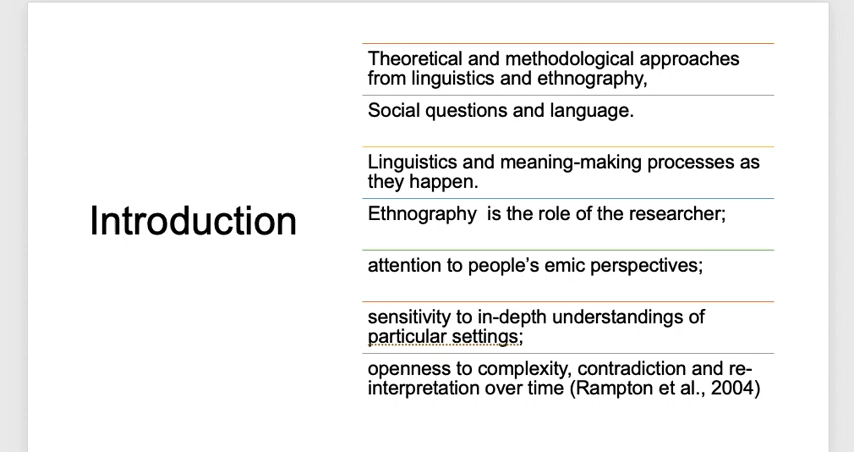 Introduction
Theoretical and methodological approaches
from linguistics and ethnography,
Social questions and language.
Linguistics and meaning-making processes as
they happen.
Ethnography  is the role of the researcher;
attention to people’s emic perspectives;
sensitivity to in-depth understandings of
particular settings;
openness to complexity, contradiction and re-
interpretation over time (Rampton et al., 2004)